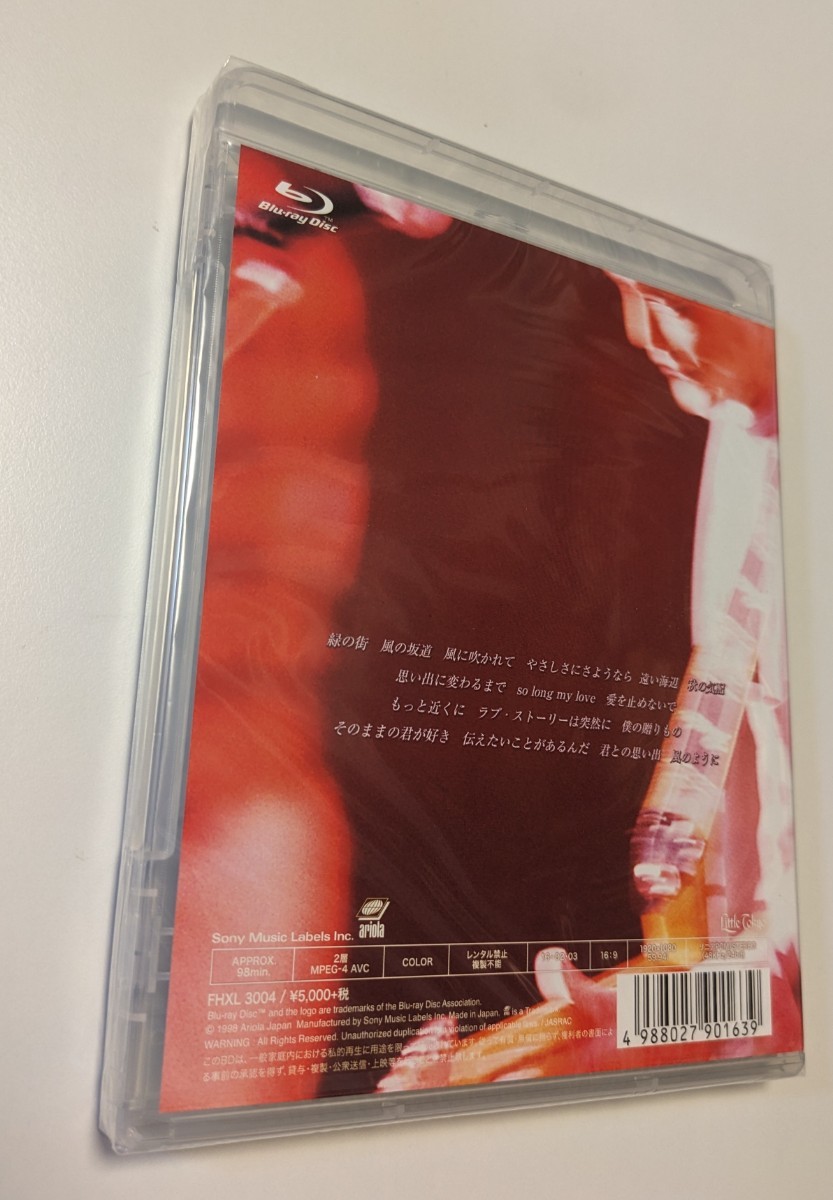 Blu-ray Disc™
緑の街　風の坂道　風に吹かれて　やさしさにさようなら　遠い海辺　秋の気配
思い出に変わるまで　so long my love　愛を止めないで
もっと近くに　ラブ・ストーリーは突然に　僕の贈りもの
そのままの君が好き　伝えたいことがあるんだ　君との思い出　風のように
Sony Music Labels Inc.
ariola
Little Tokyo
APPROX. 98min.　2層 MPEG-4 AVC　COLOR　レンタル禁止 複製不能　16:9
FHXL 3004 / ¥5,000+税
Blu-ray Disc™ and the logo are trademarks of the Blu-ray Disc Association.
© 1998 Ariola Japan Manufactured by Sony Music Labels Inc. Made in Japan.
WARNING : All Rights Reserved. Unauthorized duplication is a violation of applicable laws. / JASRAC
このBDは、一般家庭内における私的再生に用途を限
る事前の承認を得ず、貸与・複製・公衆送信・上映等
4 988027 901639